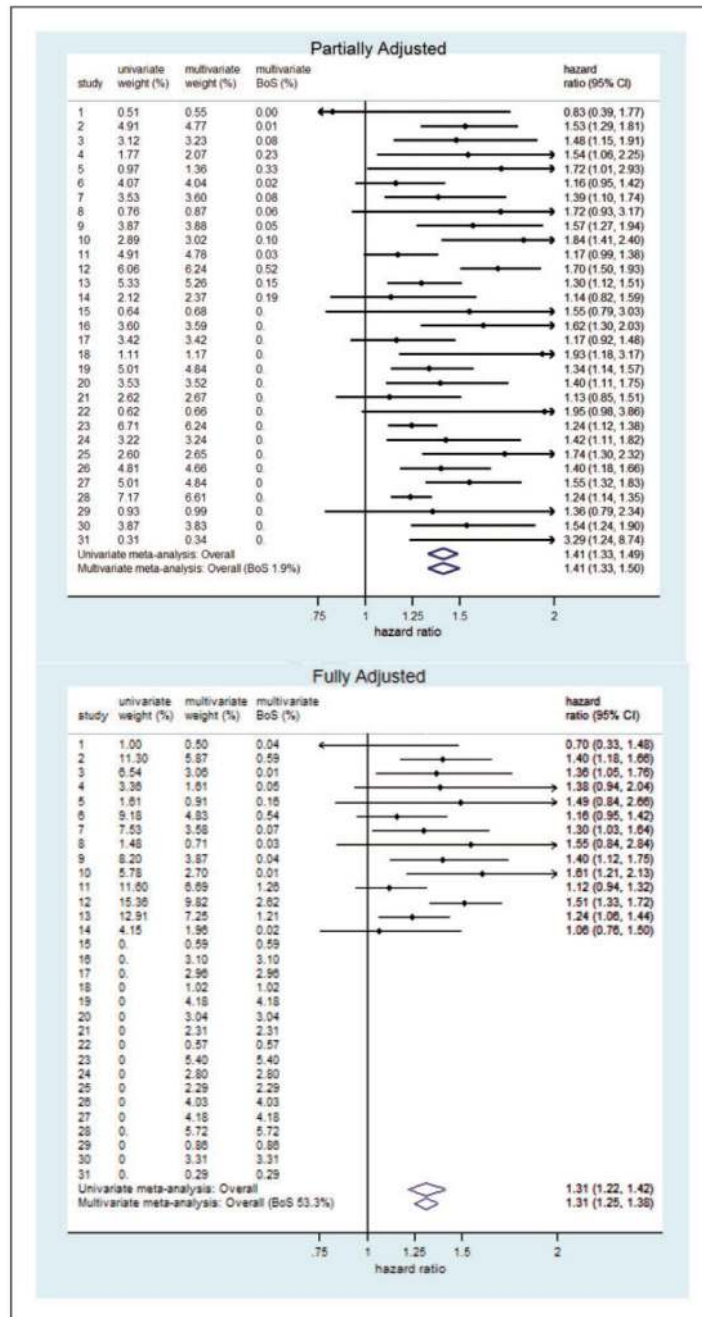 Partially Adjusted
univariate multivariate multivariate hazard
study weight (%) weight (%) BoS (%) ratio (95% CI)
1 0.51 0.55 0.00 0.83 (0.39, 1.77)
2 4.91 4.77 0.01 1.53 (1.29, 1.81)
3 3.12 3.23 0.08 1.48 (1.15, 1.91)
4 1.77 2.07 0.23 1.54 (1.06, 2.25)
5 0.97 1.36 0.33 1.72 (1.01, 2.93)
6 4.07 4.04 0.02 1.16 (0.95, 1.42)
7 3.53 3.60 0.08 1.39 (1.10, 1.74)
8 0.76 0.87 0.06 1.72 (0.93, 3.17)
9 3.87 3.88 0.05 1.57 (1.27, 1.94)
10 2.89 3.02 0.10 1.84 (1.41, 2.40)
11 4.91 4.78 0.03 1.17 (0.99, 1.38)
12 6.06 6.24 0.52 1.70 (1.50, 1.93)
13 5.33 5.26 0.15 1.30 (1.12, 1.51)
14 2.12 2.37 0.19 1.14 (0.82, 1.59)
15 0.64 0.68 0. 1.55 (0.79, 3.03)
16 3.60 3.59 0. 1.62 (1.30, 2.03)
17 3.42 3.42 0. 1.17 (0.92, 1.48)
18 1.11 1.17 0. 1.93 (1.18, 3.17)
19 5.01 4.84 0. 1.34 (1.14, 1.57)
20 3.53 3.52 0. 1.40 (1.11, 1.75)
21 2.62 2.67 0. 1.13 (0.85, 1.51)
22 0.62 0.66 0. 1.95 (0.98, 3.86)
23 6.71 6.24 0. 1.24 (1.12, 1.38)
24 3.22 3.24 0. 1.42 (1.11, 1.82)
25 2.60 2.65 0. 1.74 (1.30, 2.32)
26 4.81 4.66 0. 1.40 (1.18, 1.66)
27 5.01 4.84 0. 1.55 (1.32, 1.83)
28 7.17 6.61 0. 1.24 (1.14, 1.35)
29 0.93 0.99 0. 1.36 (0.79, 2.34)
30 3.87 3.83 0. 1.54 (1.24, 1.90)
31 0.31 0.34 0. 3.29 (1.24, 8.74)
Univariate meta-analysis: Overall 1.41 (1.33, 1.49)
Multivariate meta-analysis: Overall (BoS 1.9%) 1.41 (1.33, 1.50)
.75 1 1.25 1.5 2
hazard ratio
Fully Adjusted
univariate multivariate multivariate hazard
study weight (%) weight (%) BoS (%) ratio (95% CI)
1 1.00 0.50 0.04 0.70 (0.33, 1.48)
2 11.30 5.87 0.59 1.40 (1.18, 1.66)
3 6.54 3.06 0.01 1.36 (1.05, 1.76)
4 3.36 1.61 0.05 1.38 (0.94, 2.04)
5 1.61 0.91 0.16 1.49 (0.84, 2.66)
6 9.18 4.83 0.54 1.16 (0.95, 1.42)
7 7.53 3.58 0.07 1.30 (1.03, 1.64)
8 1.48 0.71 0.03 1.55 (0.84, 2.84)
9 8.20 3.87 0.04 1.40 (1.12, 1.75)
10 5.78 2.70 0.01 1.61 (1.21, 2.13)
11 11.60 6.69 1.26 1.12 (0.94, 1.32)
12 15.36 9.82 2.62 1.51 (1.33, 1.72)
13 12.91 7.25 1.21 1.24 (1.06, 1.44)
14 4.15 1.96 0.02 1.06 (0.76, 1.50)
15 0. 0.59 0.59
16 0. 3.10 3.10
17 0. 2.96 2.96
18 0 1.02 1.02
19 0 4.18 4.18
20 0 3.04 3.04
21 0 2.31 2.31
22 0 0.57 0.57
23 0 5.40 5.40
24 0 2.80 2.80
25 0 2.29 2.29
26 0 4.03 4.03
27 0 4.18 4.18
28 0. 5.72 5.72
29 0 0.86 0.86
30 0 3.31 3.31
31 0. 0.29 0.29
Univariate meta-analysis: Overall 1.31 (1.22, 1.42)
Multivariate meta-analysis: Overall (BoS 53.3%) 1.31 (1.25, 1.38)
.75 1 1.25 1.5 2
hazard ratio